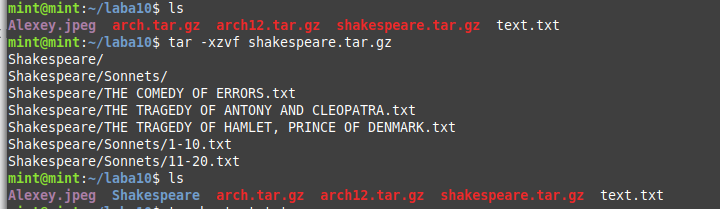 mint@mint:~/laba10$ ls
Alexey.jpeg arch.tar.gz arch12.tar.gz shakespeare.tar.gz text.txt
mint@mint:~/laba10$ tar -xzvf shakespeare.tar.gz
Shakespeare/
Shakespeare/Sonnets/
Shakespeare/THE COMEDY OF ERRORS.txt
Shakespeare/THE TRAGEDY OF ANTONY AND CLEOPATRA.txt
Shakespeare/THE TRAGEDY OF HAMLET, PRINCE OF DENMARK.txt
Shakespeare/Sonnets/1-10.txt
Shakespeare/Sonnets/11-20.txt
mint@mint:~/laba10$ ls
Alexey.jpeg Shakespeare arch.tar.gz arch12.tar.gz shakespeare.tar.gz text.txt